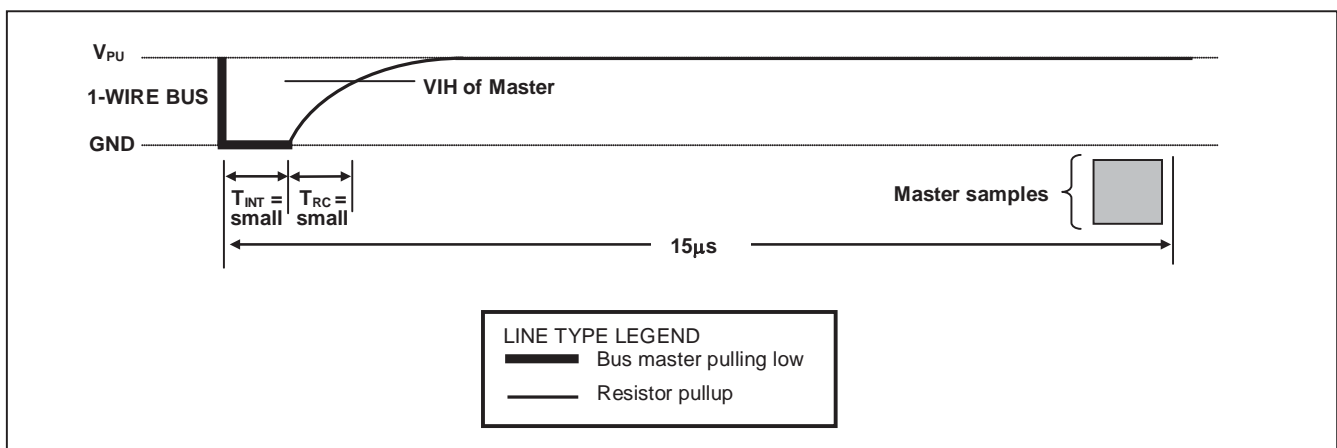 VPU
1-WIRE BUS
VIH of Master
GND
Master samples
TINT =
small
TRC =
small
15μs
LINE TYPE LEGEND
Bus master pulling low
Resistor pullup